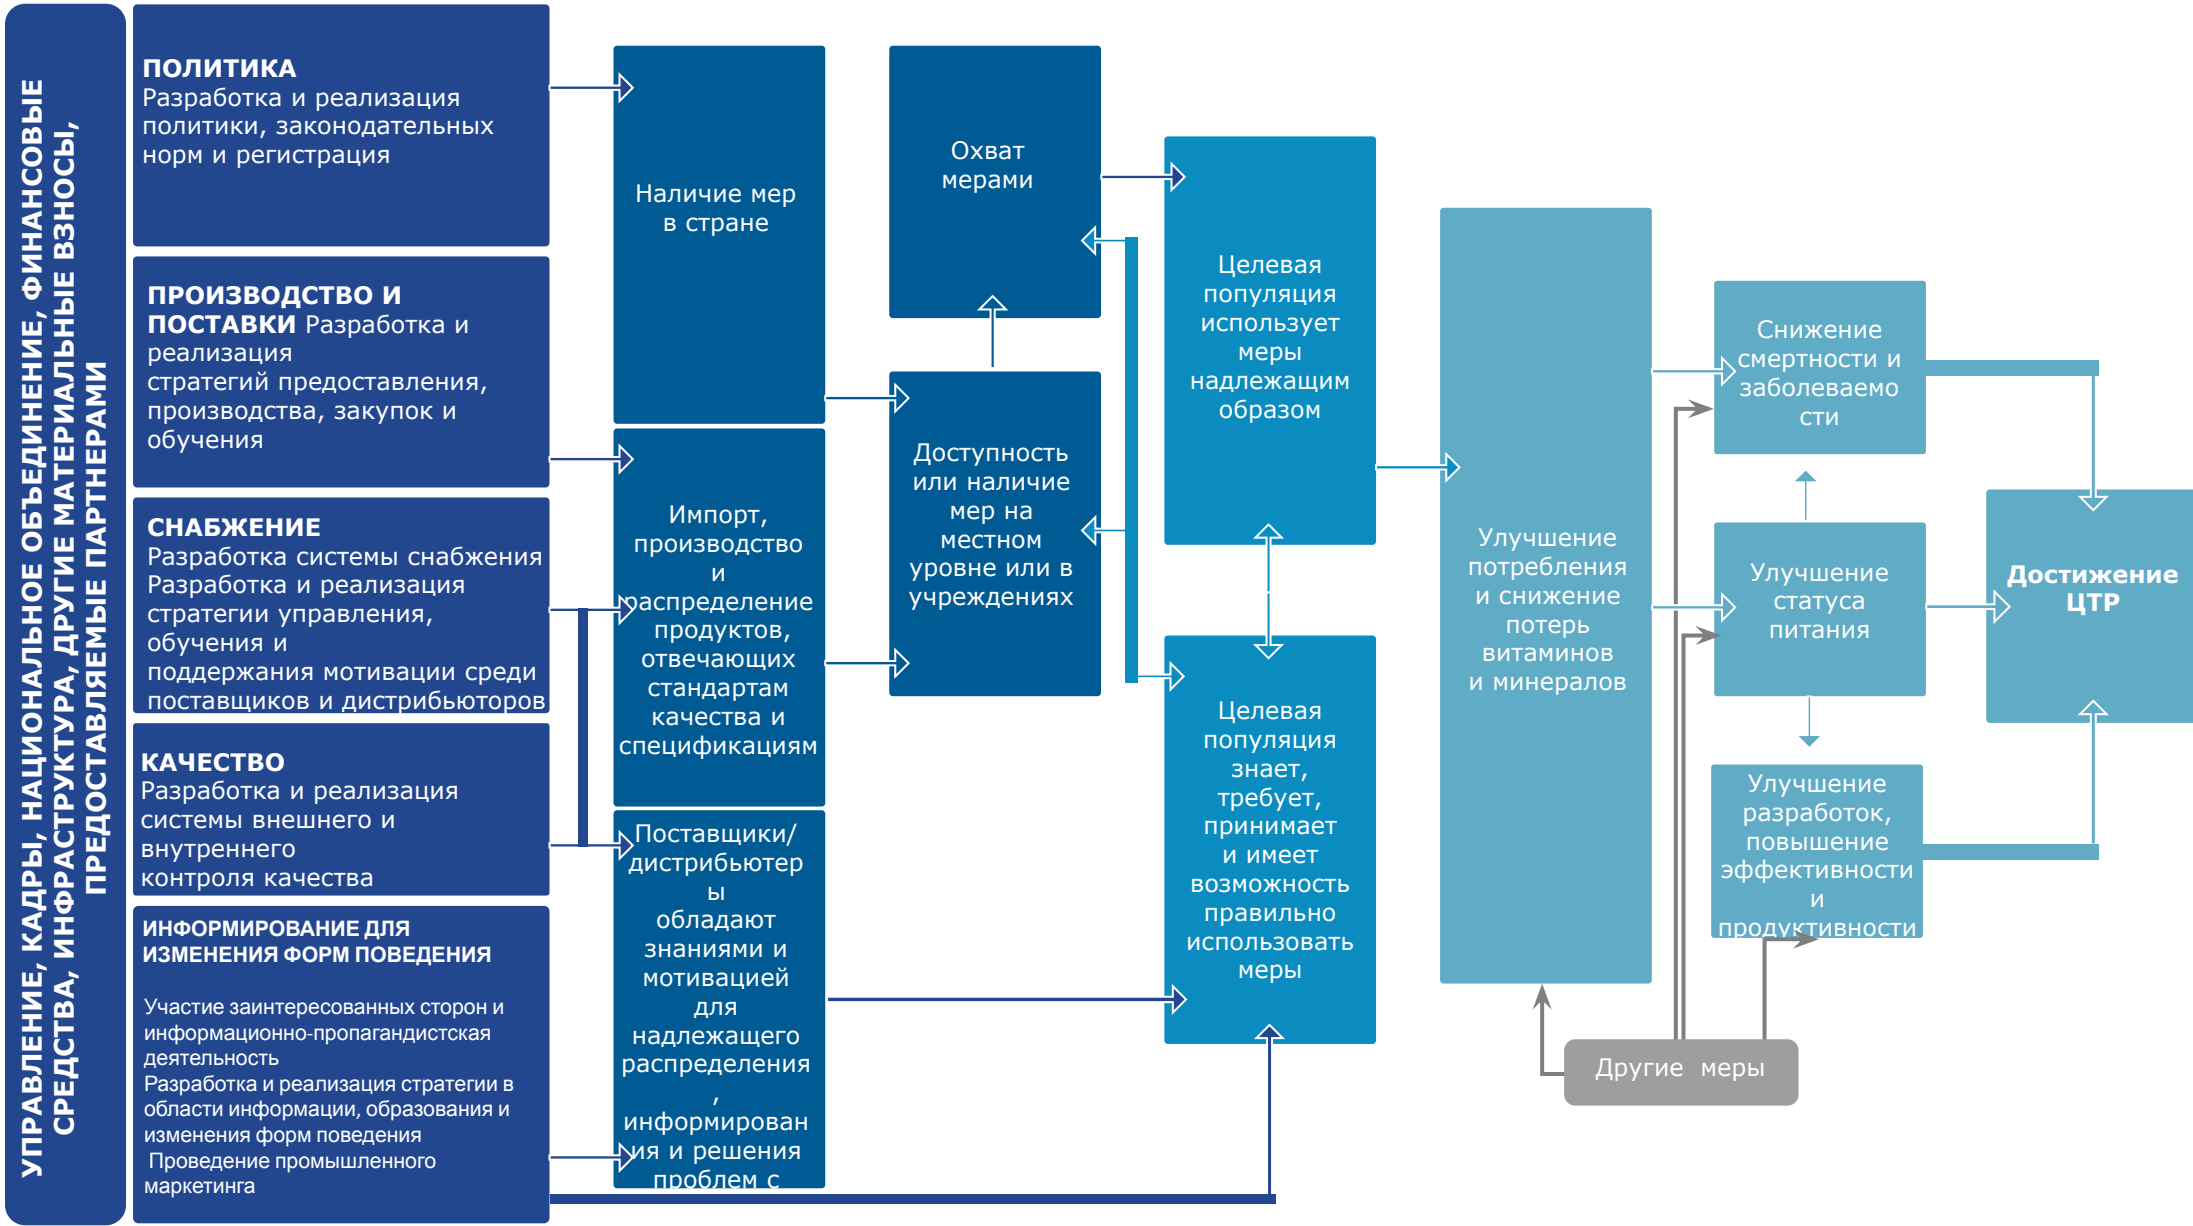 УПРАВЛЕНИЕ, КАДРЫ, НАЦИОНАЛЬНОЕ ОБЪЕДИНЕНИЕ, ФИНАНСОВЫЕ
СРЕДСТВА, ИНФРАСТРУКТУРА, ДРУГИЕ МАТЕРИАЛЬНЫЕ ВЗНОСЫ,
ПРЕДОСТАВЛЯЕМЫЕ ПАРТНЕРАМИ
ПОЛИТИКА
Разработка и реализация
политики, законодательных
норм и регистрация
ПРОИЗВОДСТВО И
ПОСТАВКИ Разработка и
реализация
стратегий предоставления,
производства, закупок и
обучения
СНАБЖЕНИЕ
Разработка системы снабжения
Разработка и реализация
стратегии управления,
обучения и
поддержания мотивации среди
поставщиков и дистрибьюторов
КАЧЕСТВО
Разработка и реализация
системы внешнего и
внутреннего
контроля качества
ИНФОРМИРОВАНИЕ ДЛЯ
ИЗМЕНЕНИЯ ФОРМ ПОВЕДЕНИЯ
Участие заинтересованных сторон и
информационно-пропагандистская
деятельность
Разработка и реализация стратегии в
области информации, образования и
изменения форм поведения
Проведение промышленного
маркетинга
Наличие мер
в стране
Импорт,
производство
и
распределение
продуктов,
отвечающих
стандартам
качества и
спецификациям
Поставщики/
дистрибьютер
ы
обладают
знаниями и
мотивацией
для
надлежащего
распределения
,
информирован
ия и решения
проблем с
Охват
мерами
Доступность
или наличие
мер на
местном
уровне или в
учреждениях
Целевая
популяция
использует
меры
надлежащим
образом
Целевая
популяция
знает,
требует,
принимает
и имеет
возможность
правильно
использовать
меры
Улучшение
потребления
и снижение
потерь
витаминов
и минералов
Снижение
смертности и
заболеваемо
сти
Улучшение
статуса
питания
Улучшение
разработок,
повышение
эффективности
и
продуктивности
Достижение
ЦТР
Другие меры